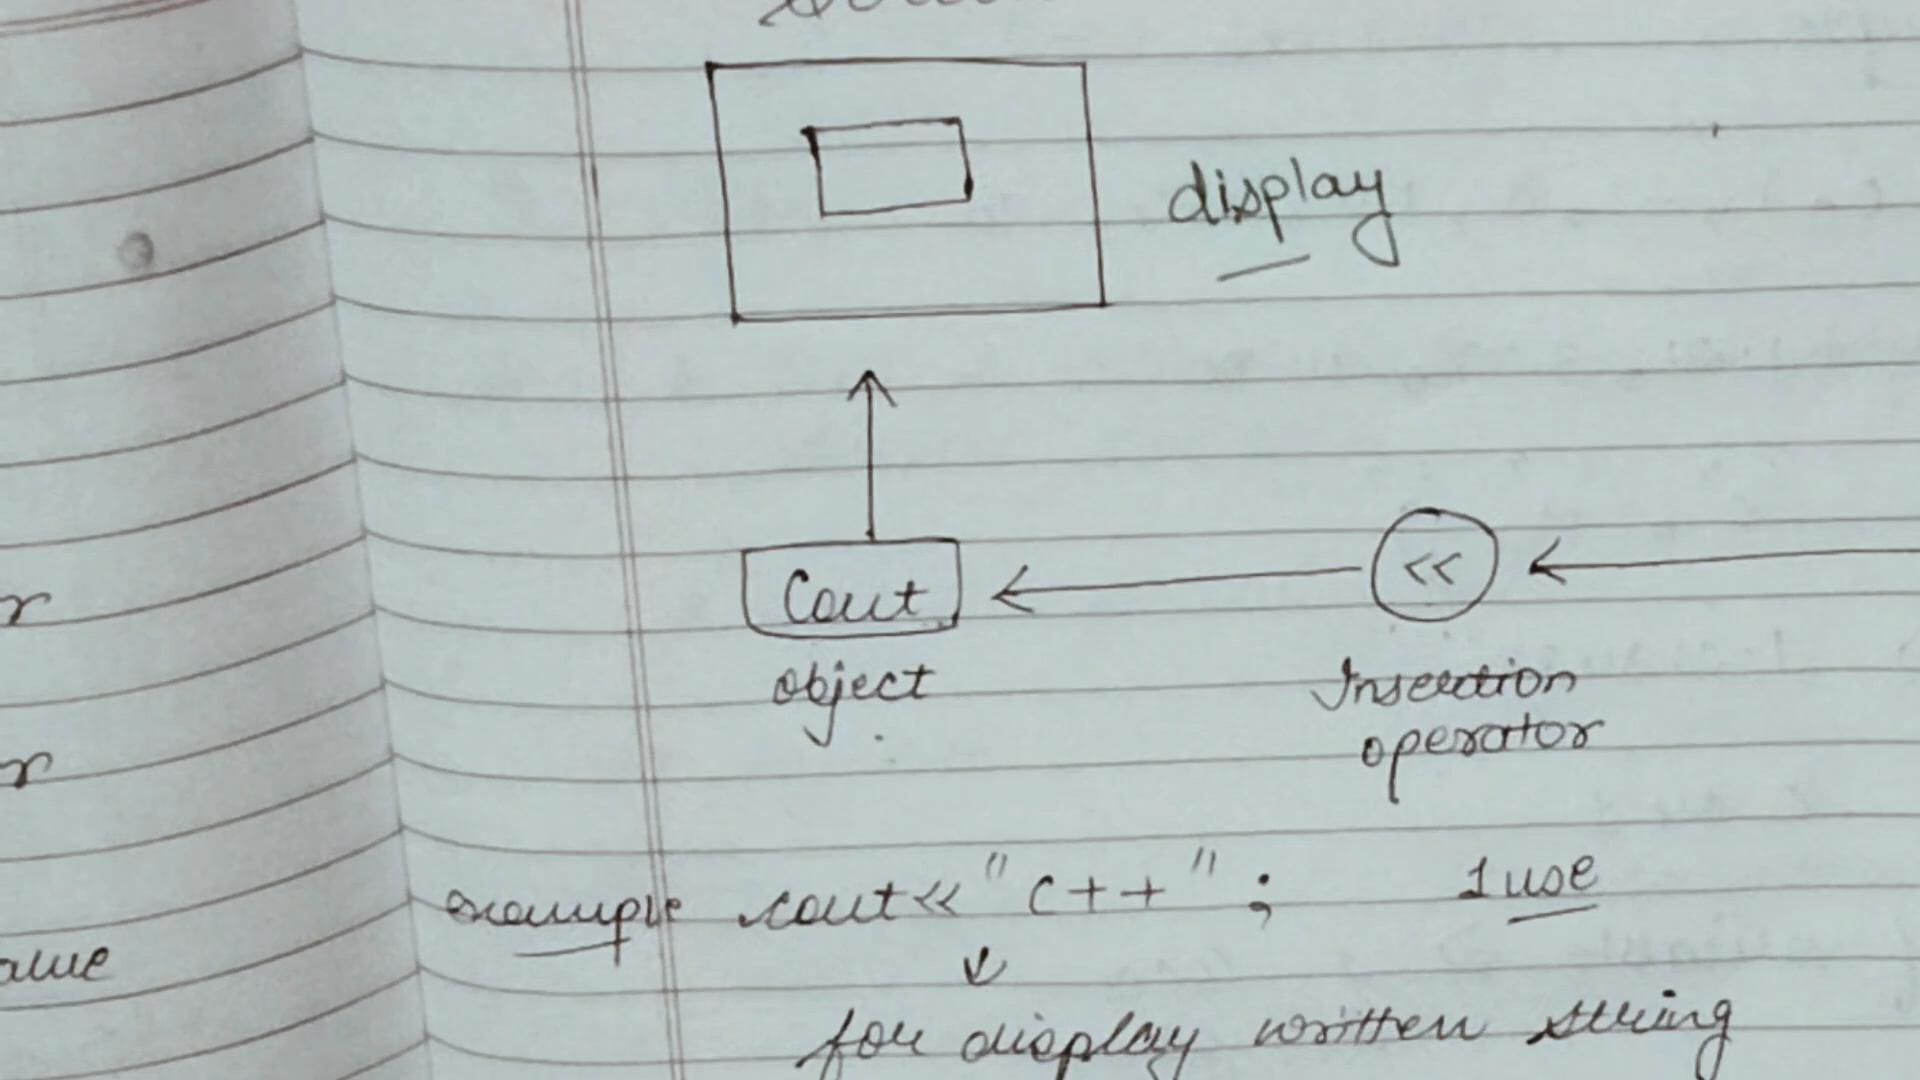 display
Cout
<<
object
Insertion
operator
example cout<< "C++" ; 1 use
for display written string